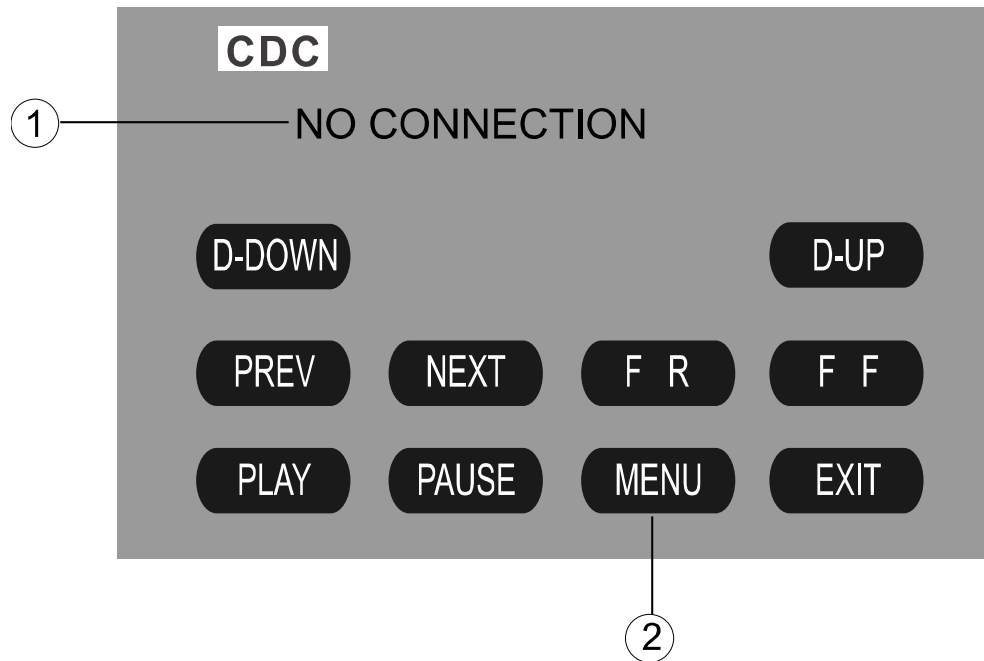 CDC
1 NO CONNECTION
D-DOWN D-UP
PREV NEXT F R F F
PLAY PAUSE MENU EXIT
2